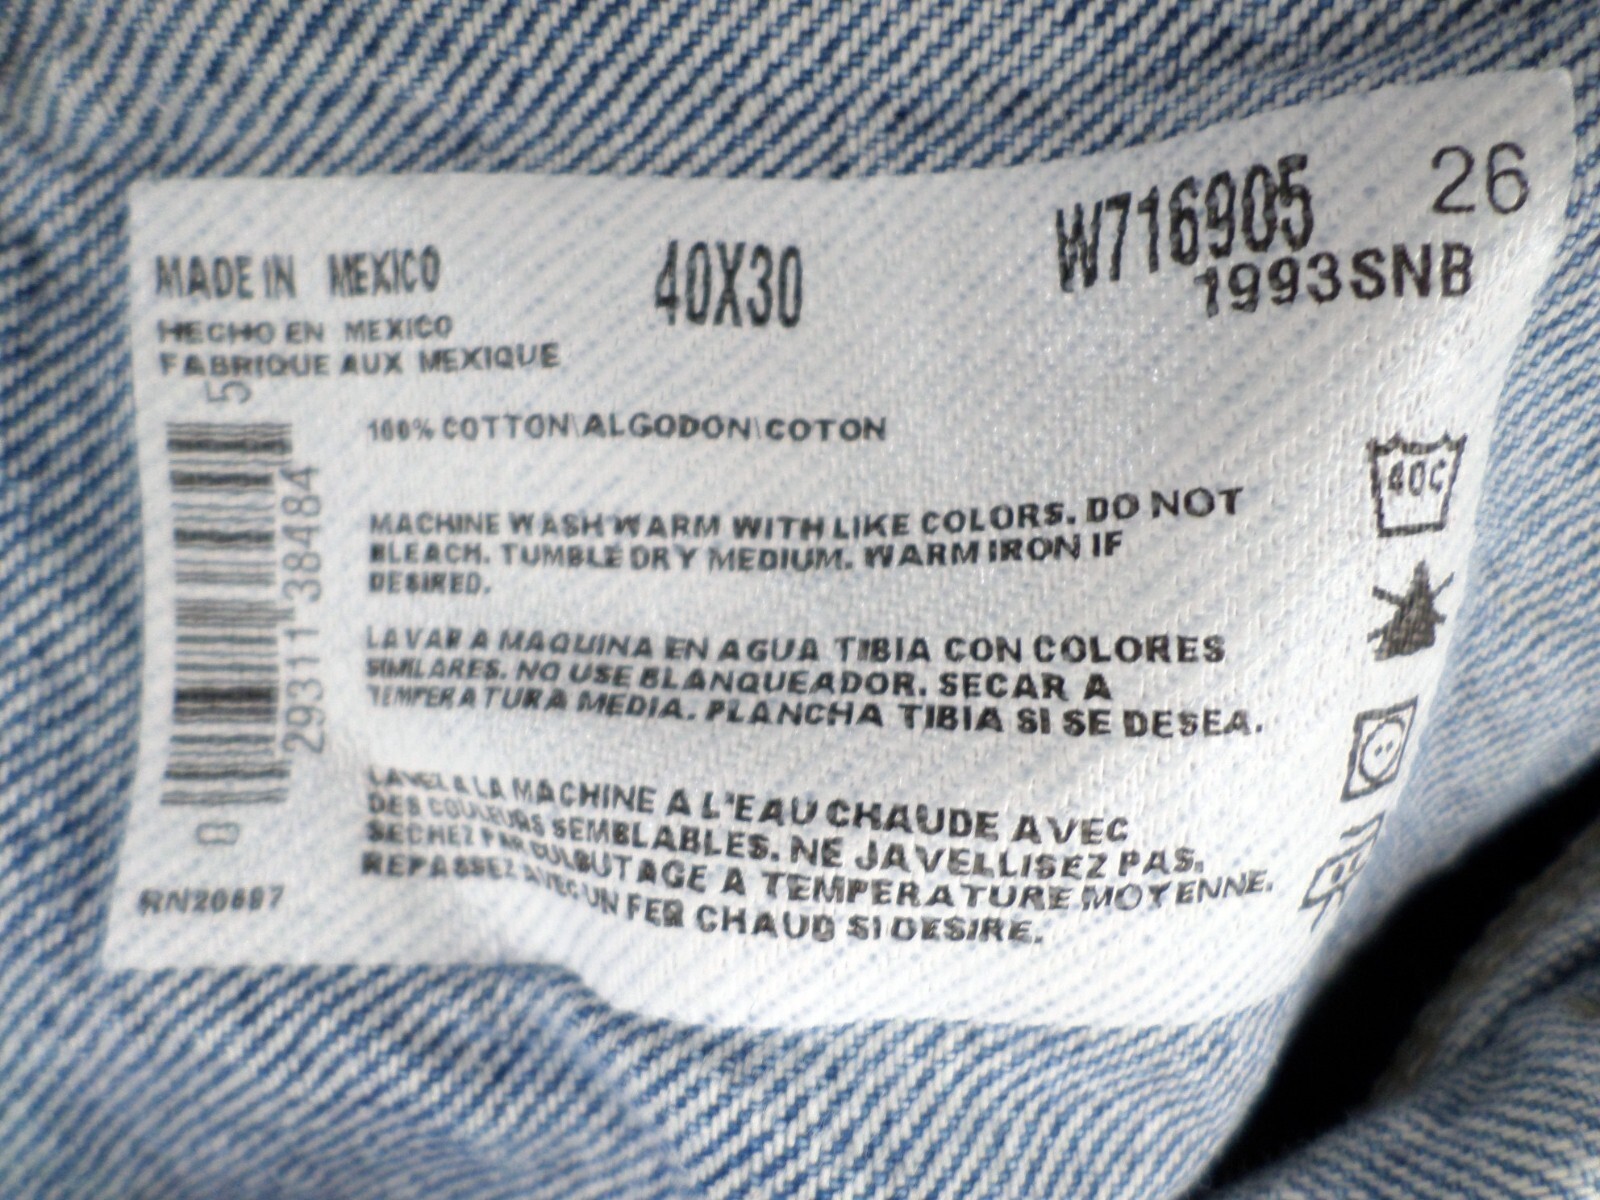 W716905 26
1993SNB
MADE IN MEXICO 40X30
HECHO EN MEXICO
FABRIQUE AUX MEXIQUE
5
29311 38484
100% COTTON\ALGODON\COTON
MACHINE WASH WARM WITH LIKE COLORS. DO NOT
BLEACH. TUMBLE DRY MEDIUM. WARM IRON IF
DESIRED.
LAVAR A MAQUINA EN AGUA TIBIA CON COLORES
SIMILARES. NO USE BLANQUEADOR. SECAR A
TEMPERATURA MEDIA. PLANCHA TIBIA SI SE DESEA.
LAVEZ A LA MACHINE A L'EAU CHAUDE AVEC
DES COULEURS SEMBLABLES. NE JAVELLISEZ PAS.
SECHEZ PAR CULBUTAGE A TEMPERATURE MOYENNE.
REPASSEZ AVEC UN FER CHAUD SI DESIRE.
40C